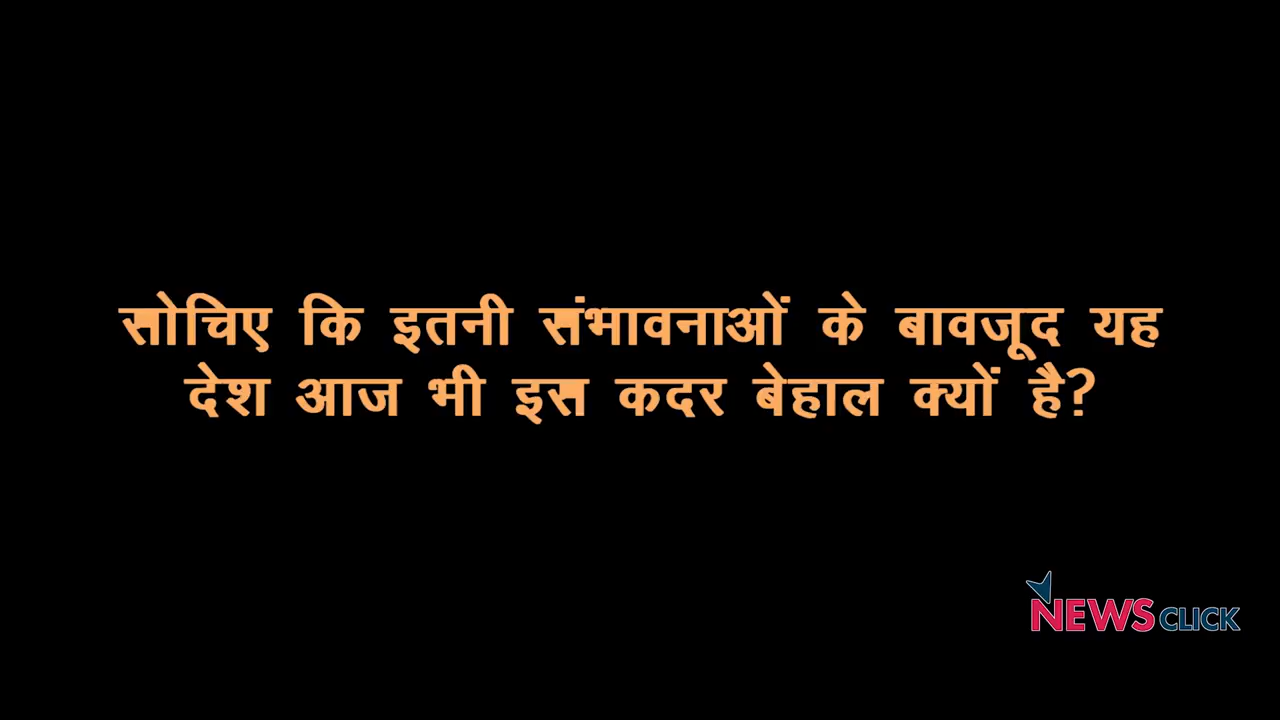 सोचिए कि इतनी संभावनाओं के बावजूद यह
देश आज भी इस कदर बेहाल क्यों है?
NEWSCLICK